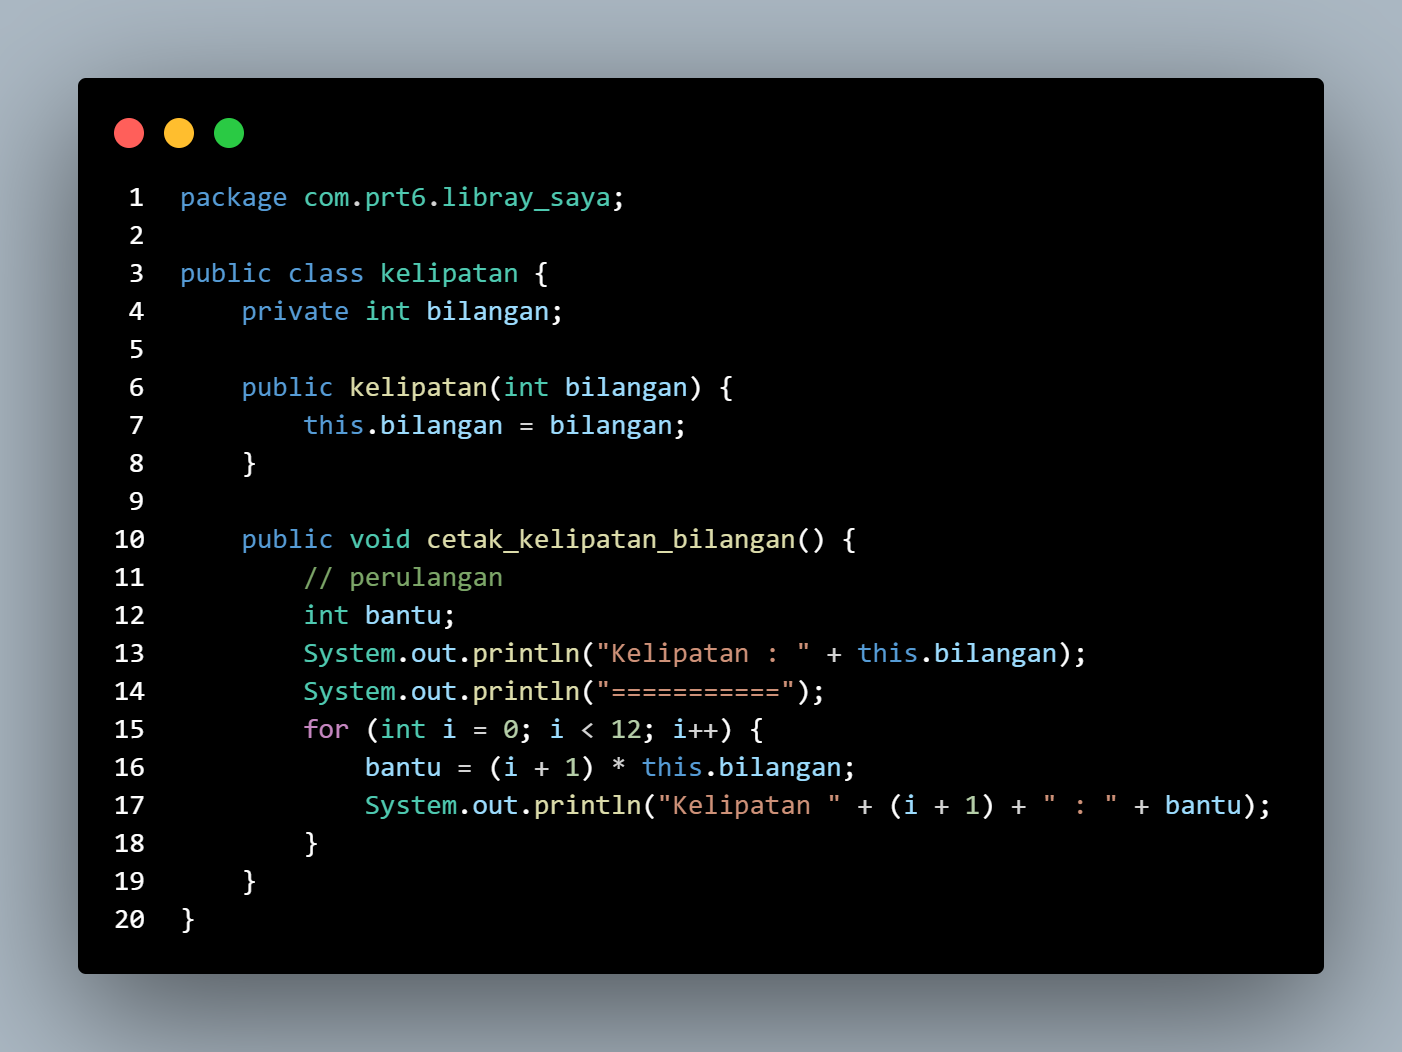 1 package com.prt6.libray_saya;
2
3 public class kelipatan {
4     private int bilangan;
5
6     public kelipatan(int bilangan) {
7         this.bilangan = bilangan;
8     }
9
10     public void cetak_kelipatan_bilangan() {
11         // perulangan
12         int bantu;
13         System.out.println("Kelipatan : " + this.bilangan);
14         System.out.println("===========");
15         for (int i = 0; i < 12; i++) {
16             bantu = (i + 1) * this.bilangan;
17             System.out.println("Kelipatan " + (i + 1) + " : " + bantu);
18         }
19     }
20 }